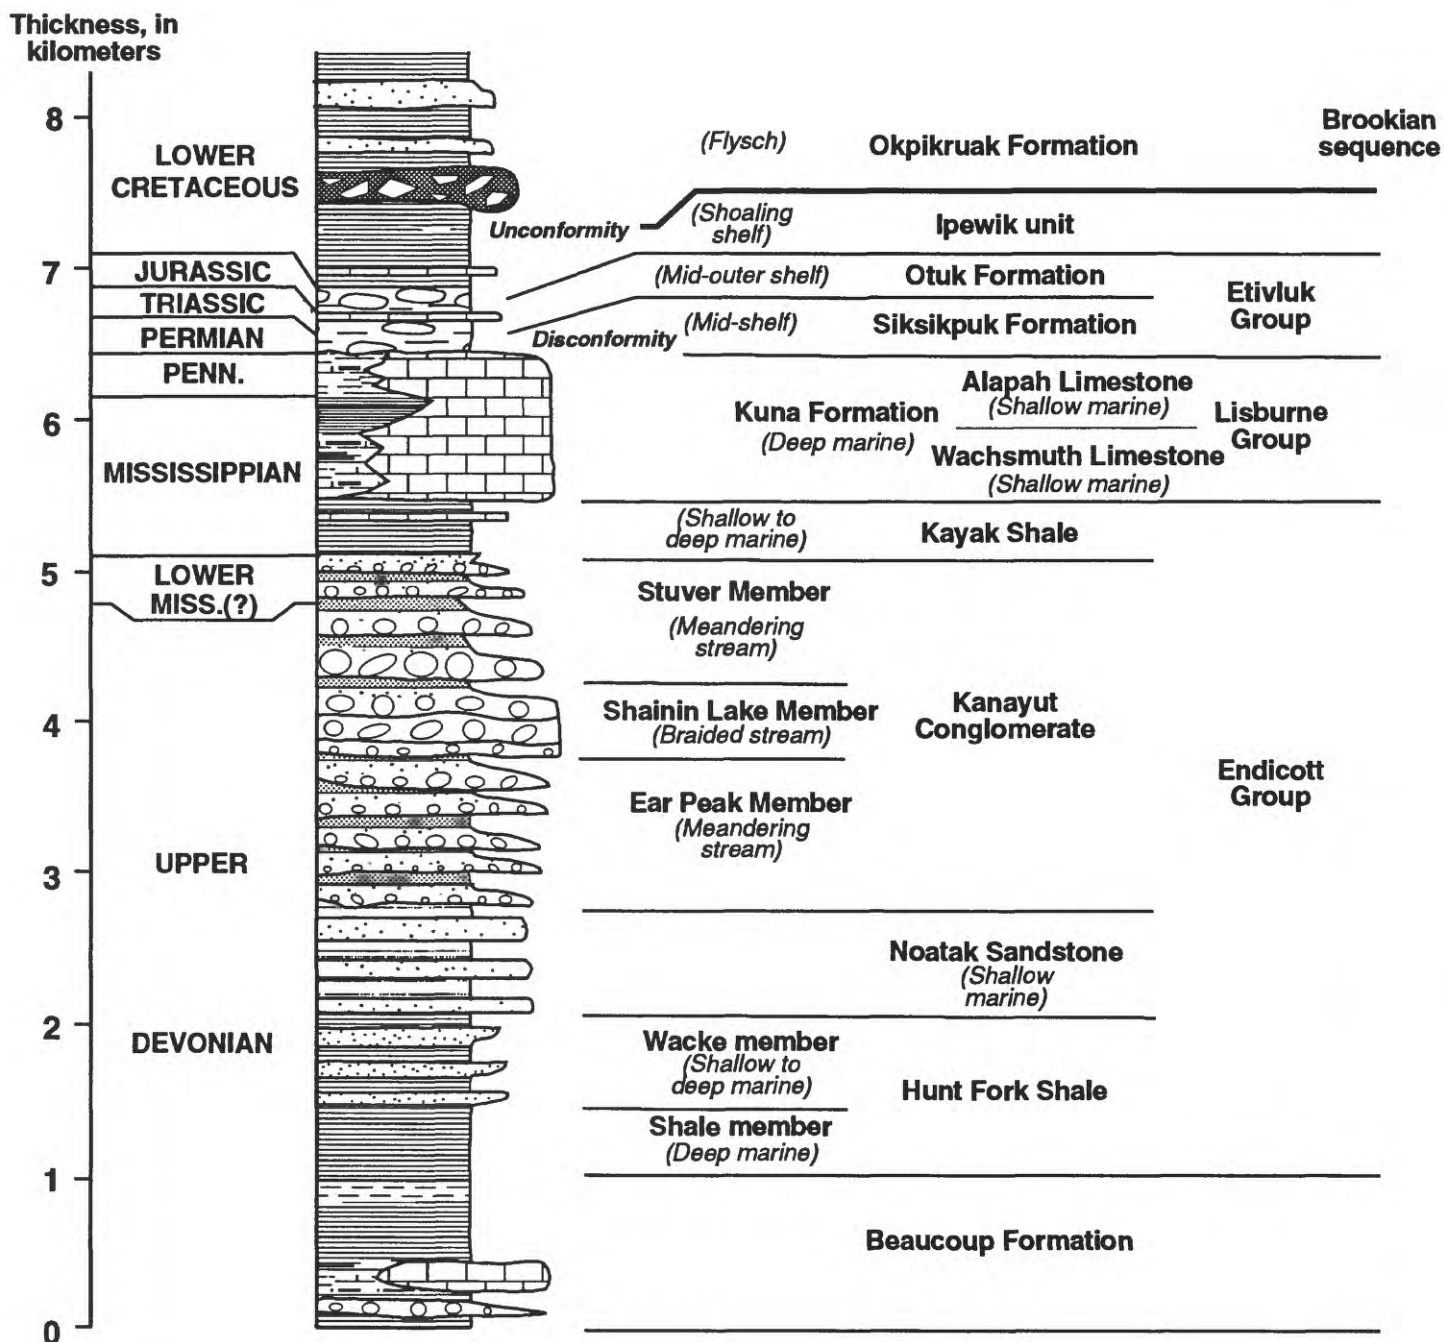 Thickness, in
kilometers
8
7
6
5
4
3
2
1
0
LOWER
CRETACEOUS
JURASSIC
TRIASSIC
PERMIAN
PENN.
MISSISSIPPIAN
LOWER
MISS.(?)
UPPER
DEVONIAN
(Flysch)
Okpikruak Formation
Brookian
sequence
Unconformity
(Shoaling
shelf)
Ipewik unit
(Mid-outer shelf)
Otuk Formation
Disconformity
(Mid-shelf)
Siksikpuk Formation
Etivluk
Group
Kuna Formation
(Deep marine)
Alapah Limestone
(Shallow marine)
Wachsmuth Limestone
(Shallow marine)
Lisburne
Group
(Shallow to
deep marine)
Kayak Shale
Stuver Member
(Meandering
stream)
Shainin Lake Member
(Braided stream)
Ear Peak Member
(Meandering
stream)
Kanayut
Conglomerate
Endicott
Group
Noatak Sandstone
(Shallow
marine)
Wacke member
(Shallow to
deep marine)
Hunt Fork Shale
Shale member
(Deep marine)
Beaucoup Formation